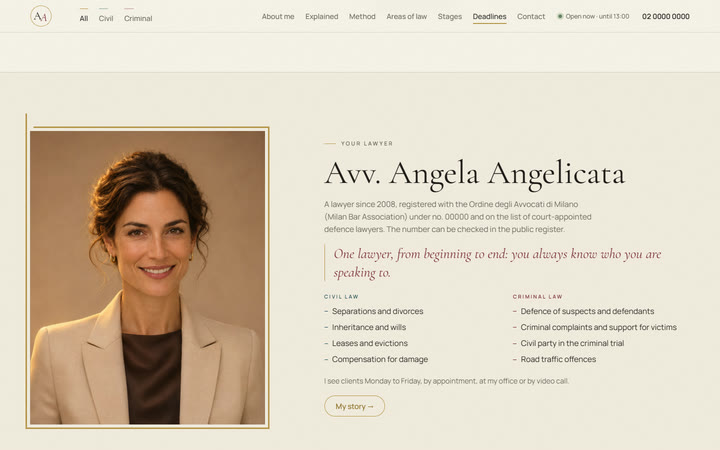 AA
All
Civil
Criminal
About me
Explained
Method
Areas of law
Stages
Deadlines
Contact
Open now · until 13:00
02 0000 0000
YOUR LAWYER
Avv. Angela Angelicata
A lawyer since 2008, registered with the Ordine degli Avvocati di Milano
(Milan Bar Association) under no. 00000 and on the list of court-appointed
defence lawyers. The number can be checked in the public register.
One lawyer, from beginning to end: you always know who you are
speaking to.
CIVIL LAW
– Separations and divorces
– Inheritance and wills
– Leases and evictions
– Compensation for damage
CRIMINAL LAW
– Defence of suspects and defendants
– Criminal complaints and support for victims
– Civil party in the criminal trial
– Road traffic offences
I see clients Monday to Friday, by appointment, at my office or by video call.
My story →